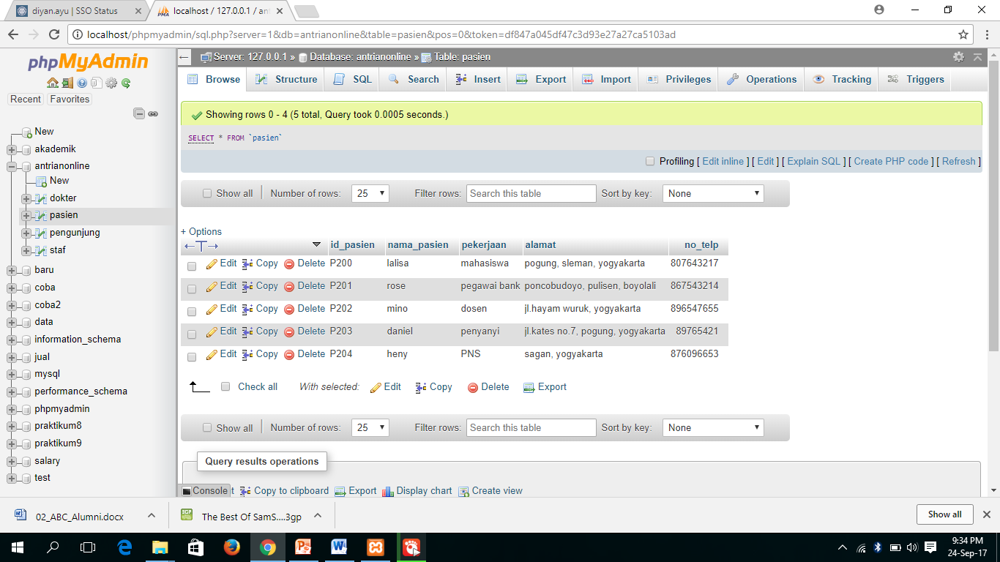 diyan.ayu | SSO Status
localhost / 127.0.0.1 / an
localhost/phpmyadmin/sql.php?server=1&db=antrianonline&table=pasien&pos=0&token=df847a045df47c3d93e27a27ca5103ad
phpMyAdmin
Recent Favorites
New
akademik
antrianonline
New
dokter
pasien
pengunjung
staf
baru
coba
coba2
data
information_schema
jual
mysql
performance_schema
phpmyadmin
praktikum8
praktikum9
salary
test
Server: 127.0.0.1 » Database: antrianonline » Table: pasien
Browse Structure SQL Search Insert Export Import Privileges Operations Tracking Triggers
Showing rows 0 - 4 (5 total, Query took 0.0005 seconds.)
SELECT * FROM `pasien`
Profiling [ Edit inline ] [ Edit ] [ Explain SQL ] [ Create PHP code ] [ Refresh ]
Show all Number of rows: 25 Filter rows: Search this table Sort by key: None
+ Options
id_pasien nama_pasien pekerjaan alamat no_telp
Edit Copy Delete P200 lalisa mahasiswa pogung, sleman, yogyakarta 807643217
Edit Copy Delete P201 rose pegawai bank poncobudoyo, pulisen, boyolali 867543214
Edit Copy Delete P202 mino dosen jl.hayam wuruk, yogyakarta 896547655
Edit Copy Delete P203 daniel penyanyi jl.kates no.7, pogung, yogyakarta 89765421
Edit Copy Delete P204 heny PNS sagan, yogyakarta 876096653
Check all With selected: Edit Copy Delete Export
Show all Number of rows: 25 Filter rows: Search this table Sort by key: None
Query results operations
Console t Copy to clipboard Export Display chart Create view
02_ABC_Alumni.docx
3GP The Best Of SamS....3gp
Show all
9:34 PM
24-Sep-17